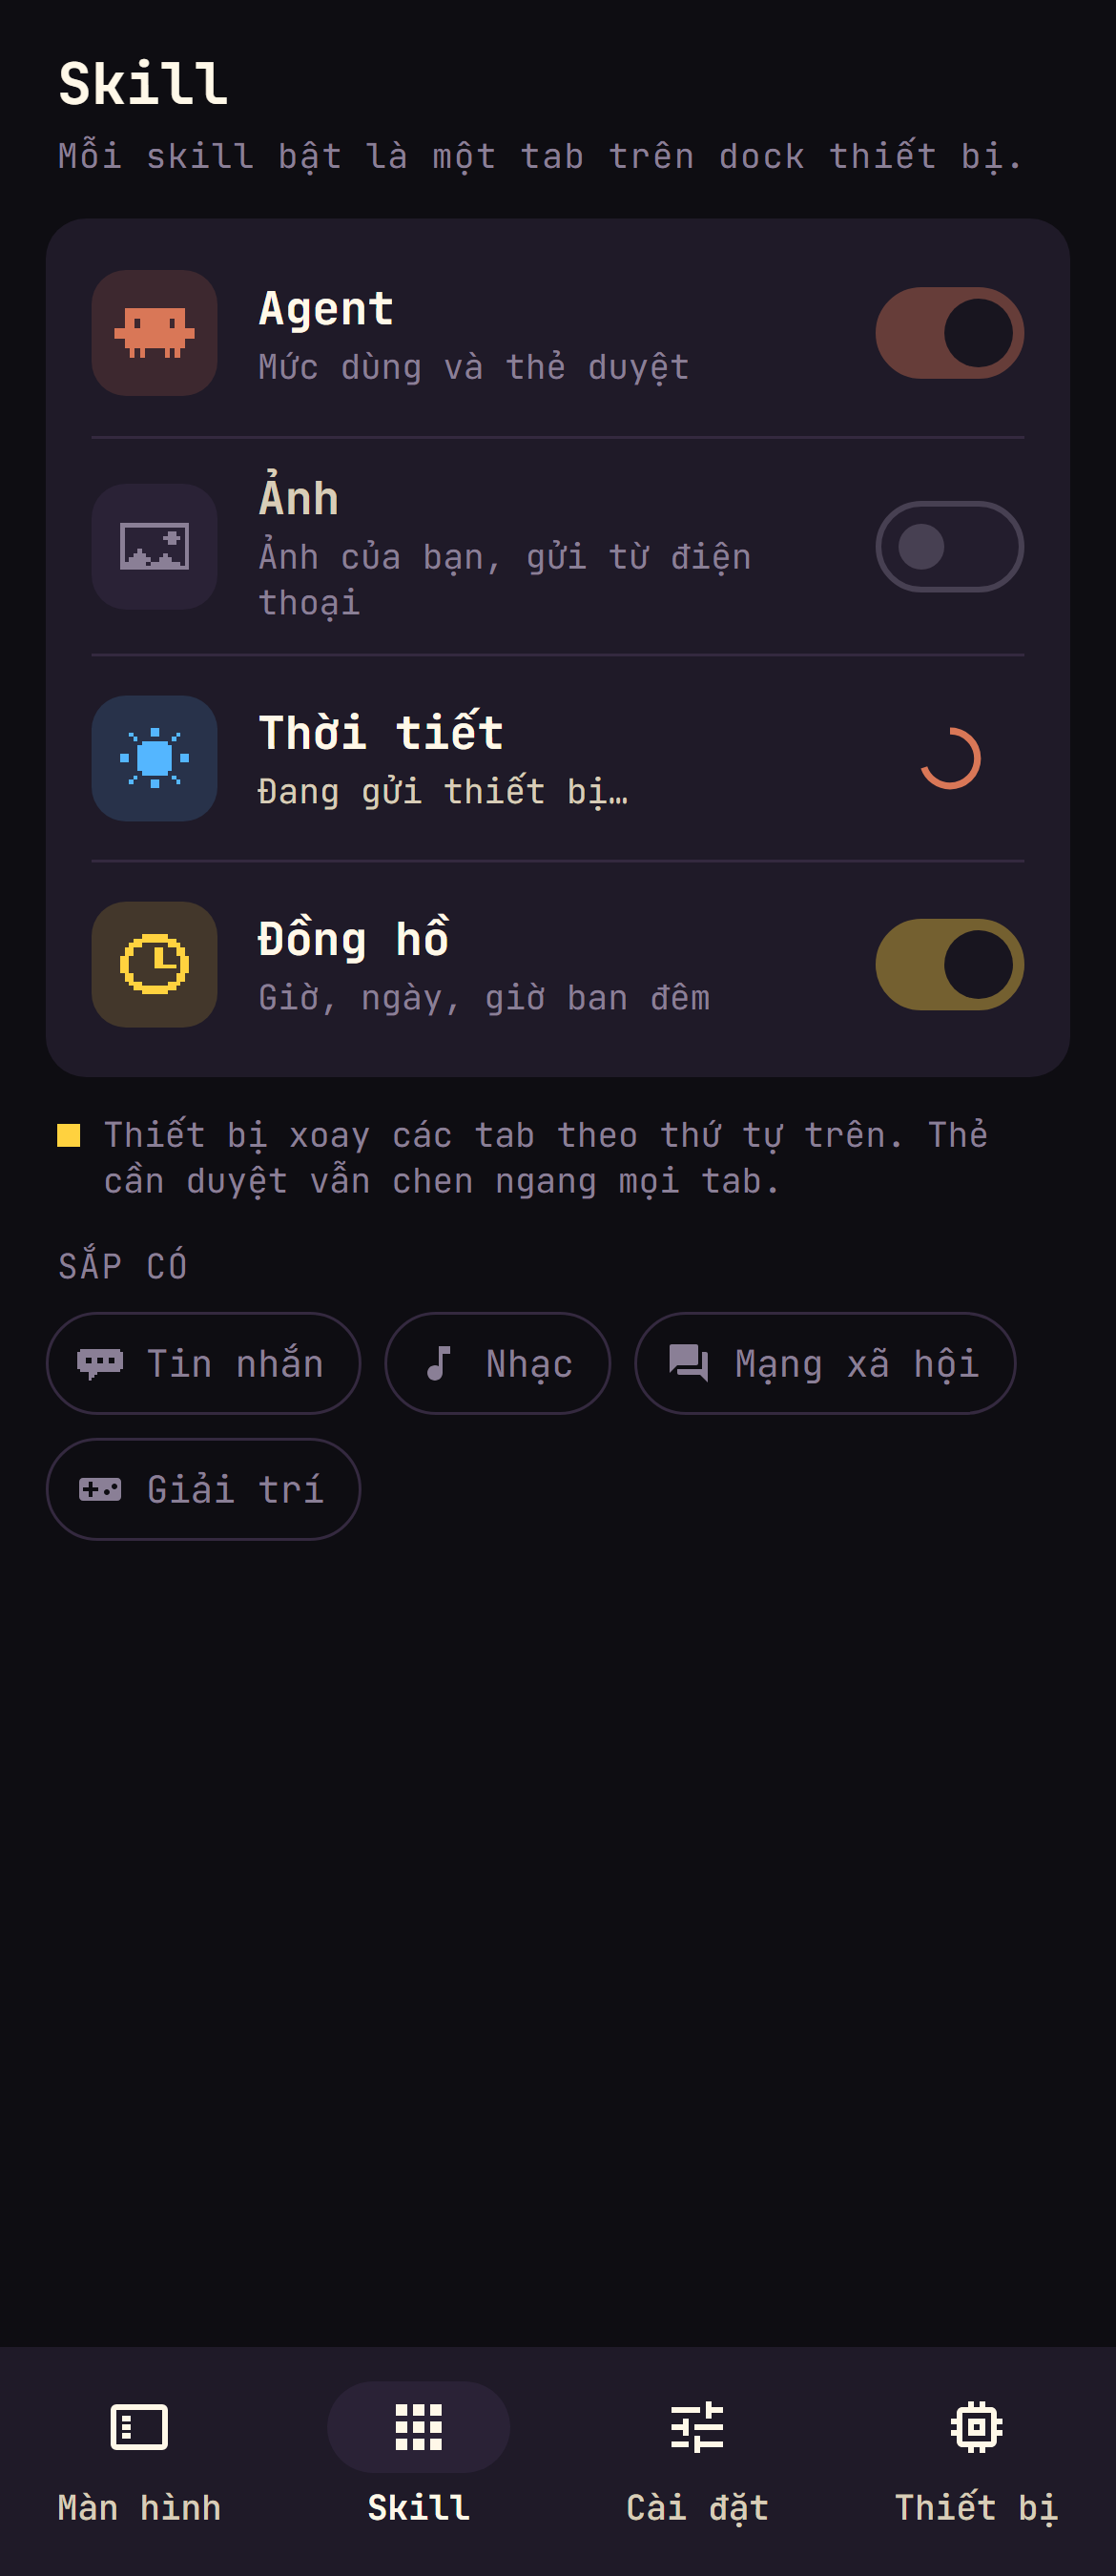 Skill
Mỗi skill bật là một tab trên dock thiết bị.
Agent
Mức dùng và thẻ duyệt
Ảnh
Ảnh của bạn, gửi từ điện
thoại
Thời tiết
Đang gửi thiết bị…
Đồng hồ
Giờ, ngày, giờ ban đêm
Thiết bị xoay các tab theo thứ tự trên. Thẻ
cần duyệt vẫn chen ngang mọi tab.
SẮP CÓ
Tin nhắn
Nhạc
Mạng xã hội
Giải trí
Màn hình
Skill
Cài đặt
Thiết bị